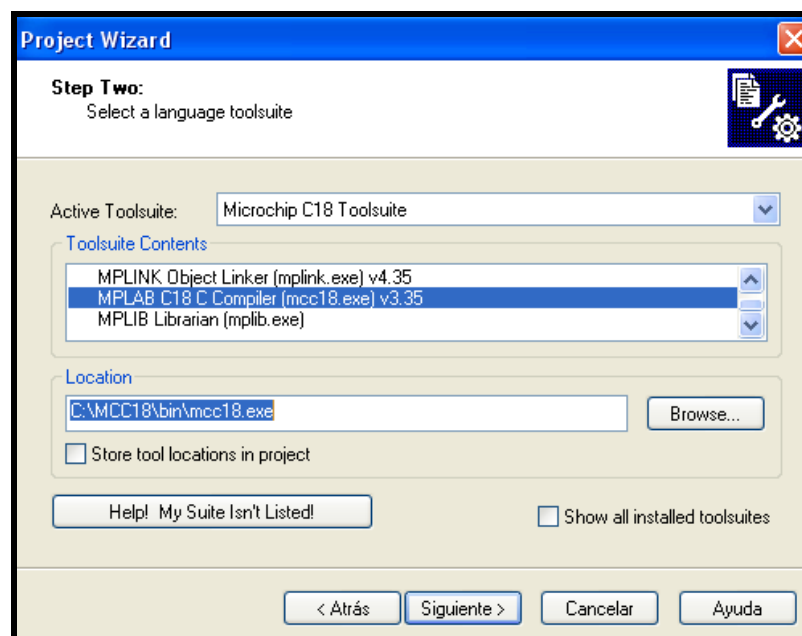 Project Wizard
Step Two:
Select a language toolsuite
Active Toolsuite: Microchip C18 Toolsuite
Toolsuite Contents
MPLINK Object Linker (mplink.exe) v4.35
MPLAB C18 C Compiler (mcc18.exe) v3.35
MPLIB Librarian (mplib.exe)
Location
C:\MCC18\bin\mcc18.exe Browse...
Store tool locations in project
Help! My Suite Isn't Listed! Show all installed toolsuites
< Atrás Siguiente > Cancelar Ayuda